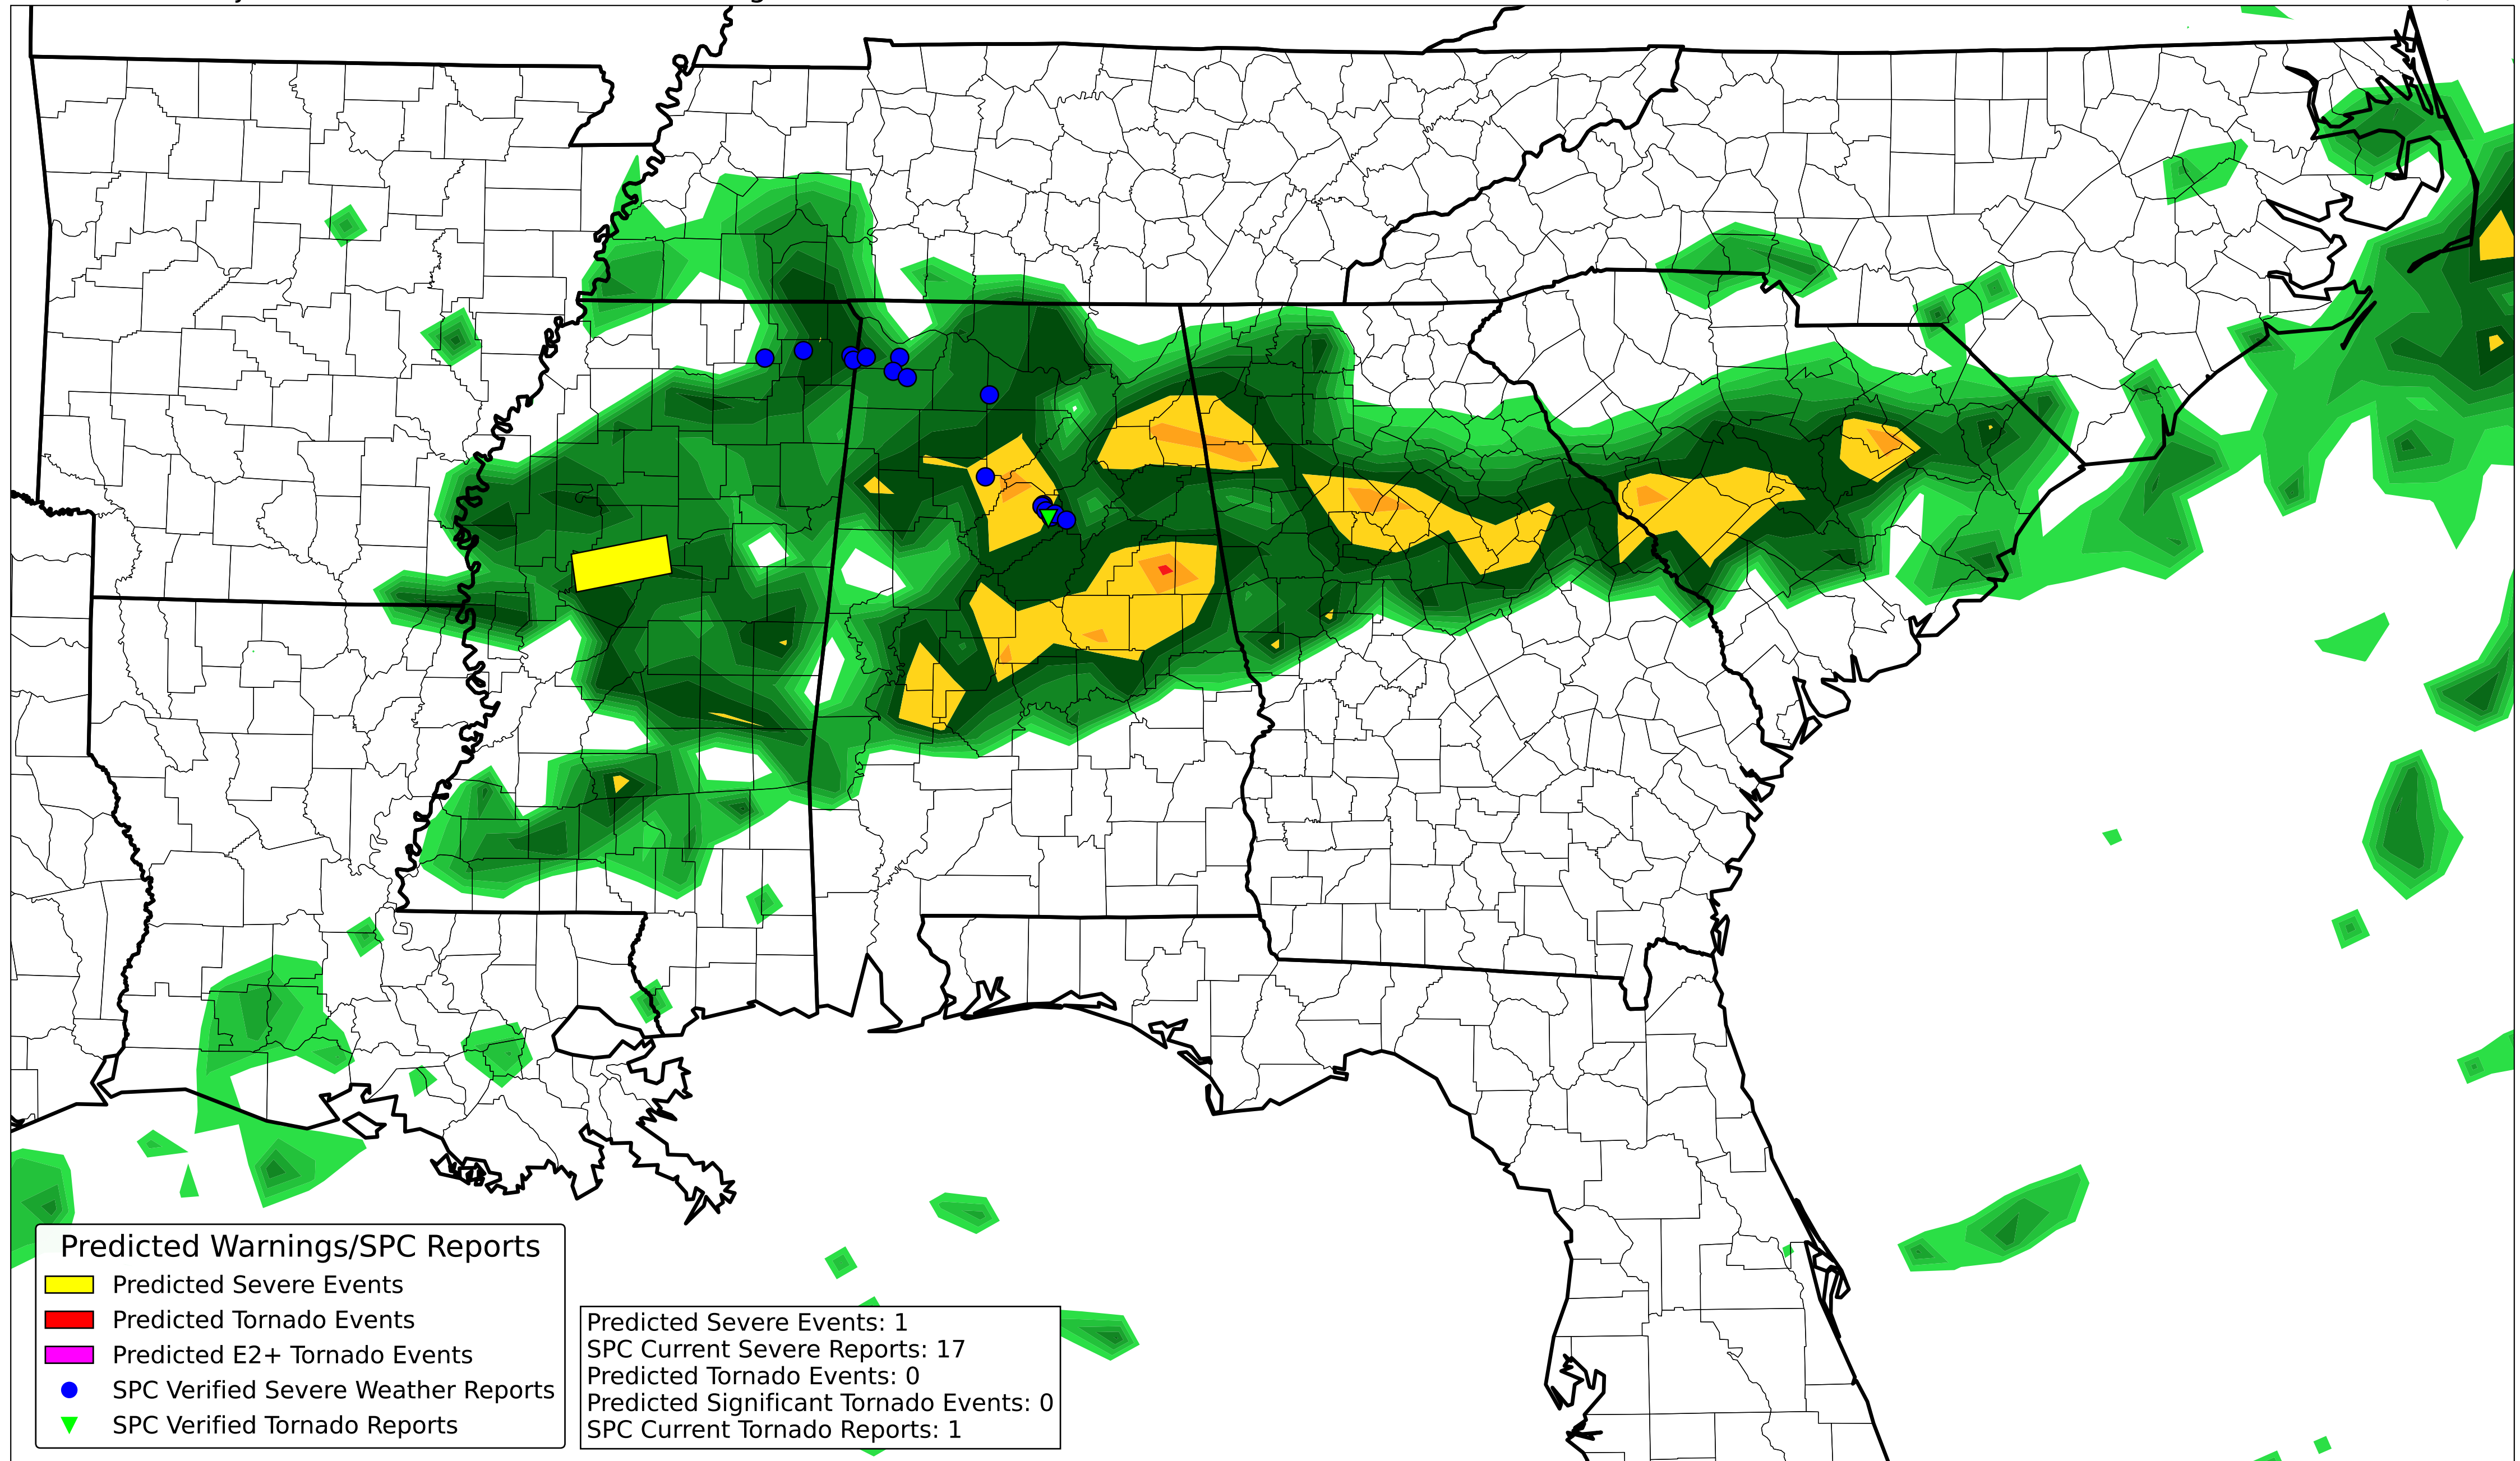 Predicted Warnings/SPC Reports
Predicted Severe Events
Predicted Tornado Events
Predicted E2+ Tornado Events
SPC Verified Severe Weather Reports
SPC Verified Tornado Reports
Predicted Severe Events: 1
SPC Current Severe Reports: 17
Predicted Tornado Events: 0
Predicted Significant Tornado Events: 0
SPC Current Tornado Reports: 1